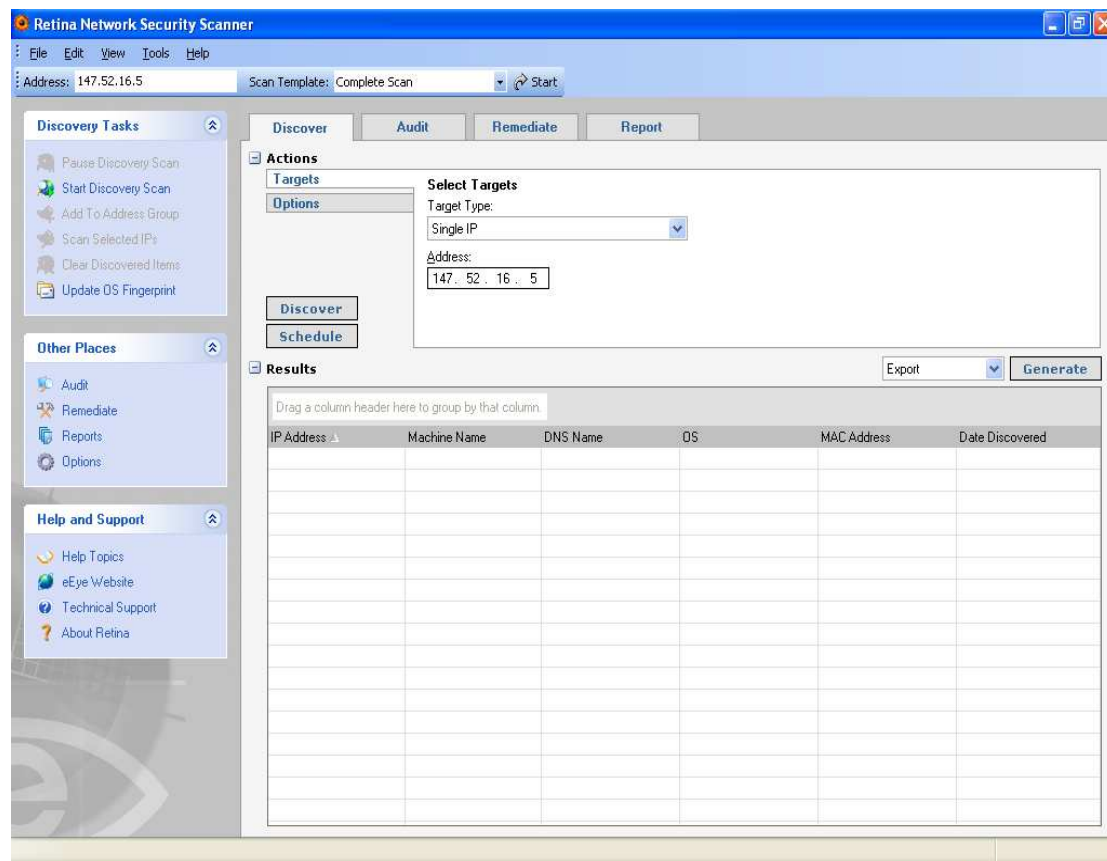 Retina Network Security Scanner
File Edit View Tools Help
Address: 147.52.16.5 Scan Template: Complete Scan Start
Discovery Tasks
Pause Discovery Scan
Start Discovery Scan
Add To Address Group
Scan Selected IPs
Clear Discovered Items
Update OS Fingerprint
Other Places
Audit
Remediate
Reports
Options
Help and Support
Help Topics
eEye Website
Technical Support
About Retina
Discover Audit Remediate Report
Actions
Targets
Options
Select Targets
Target Type:
Single IP
Address:
147. 52 . 16 . 5
Discover
Schedule
Results
Export Generate
Drag a column header here to group by that column.
IP Address Machine Name DNS Name OS MAC Address Date Discovered